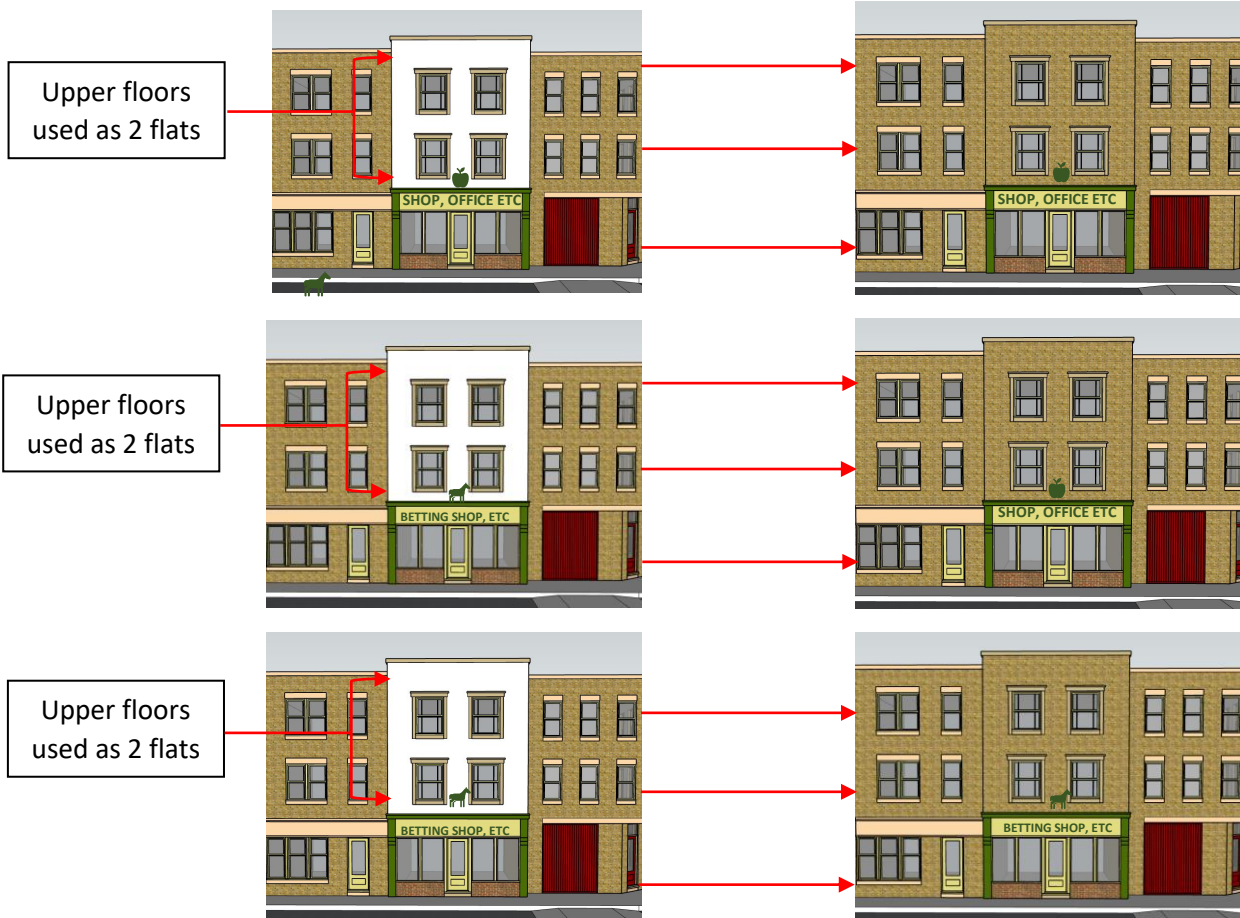 Upper floors
used as 2 flats
SHOP, OFFICE ETC
SHOP, OFFICE ETC
Upper floors
used as 2 flats
BETTING SHOP, ETC
SHOP, OFFICE ETC
Upper floors
used as 2 flats
BETTING SHOP, ETC
BETTING SHOP, ETC